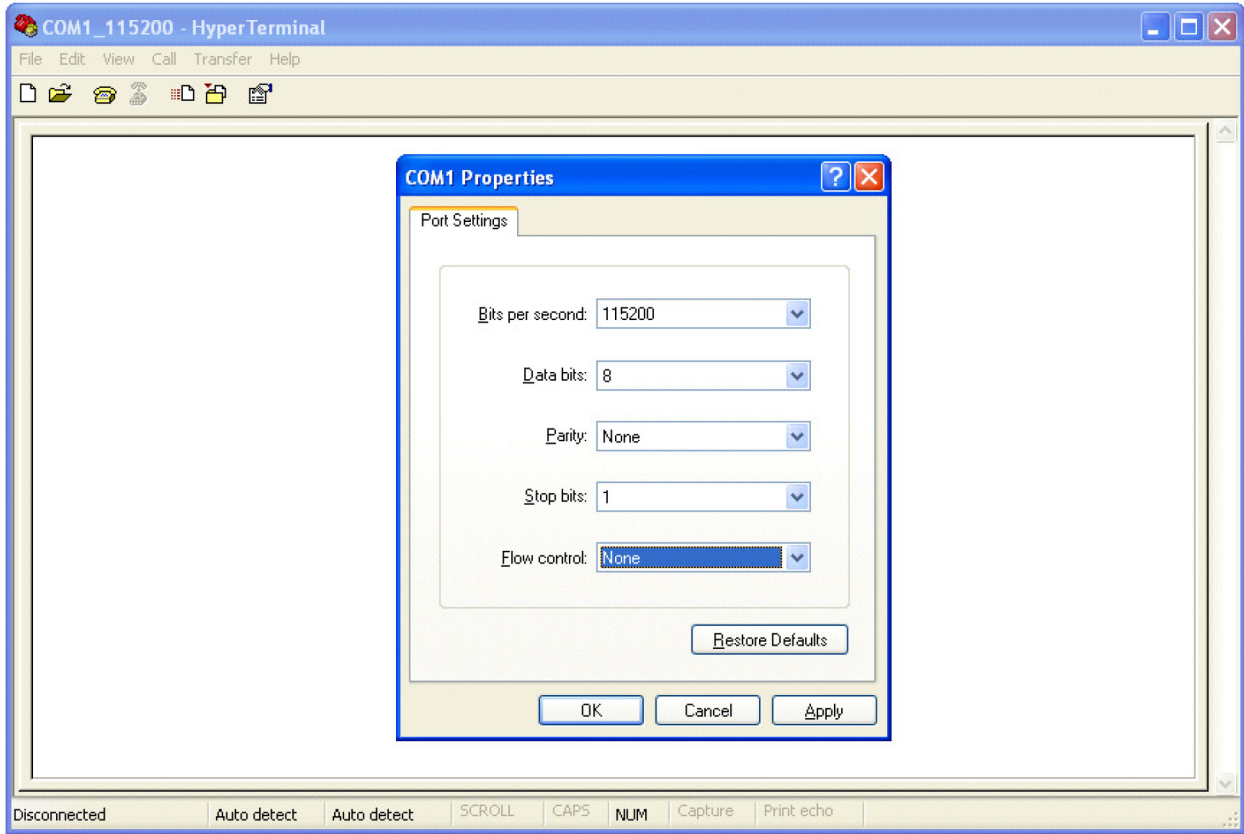 COM1_115200 - HyperTerminal
File Edit View Call Transfer Help
COM1 Properties
Port Settings
Bits per second: 115200
Data bits: 8
Parity: None
Stop bits: 1
Flow control: None
Restore Defaults
OK Cancel Apply
Disconnected Auto detect Auto detect SCROLL CAPS NUM Capture Print echo